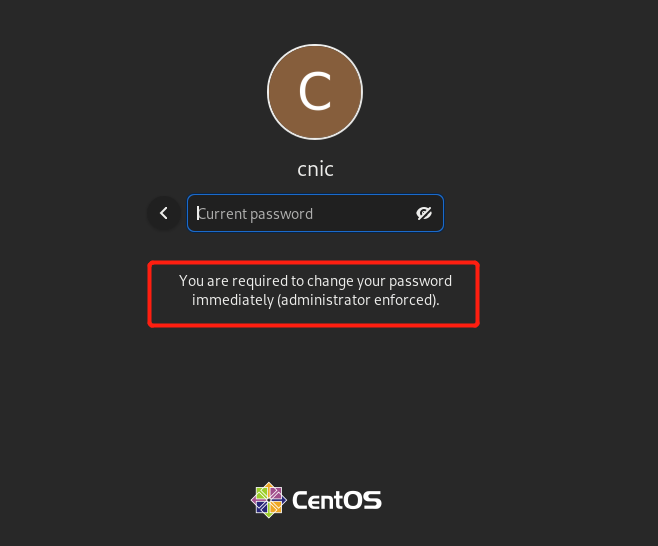 C
cnic
Current password
You are required to change your password
immediately (administrator enforced).
CentOS